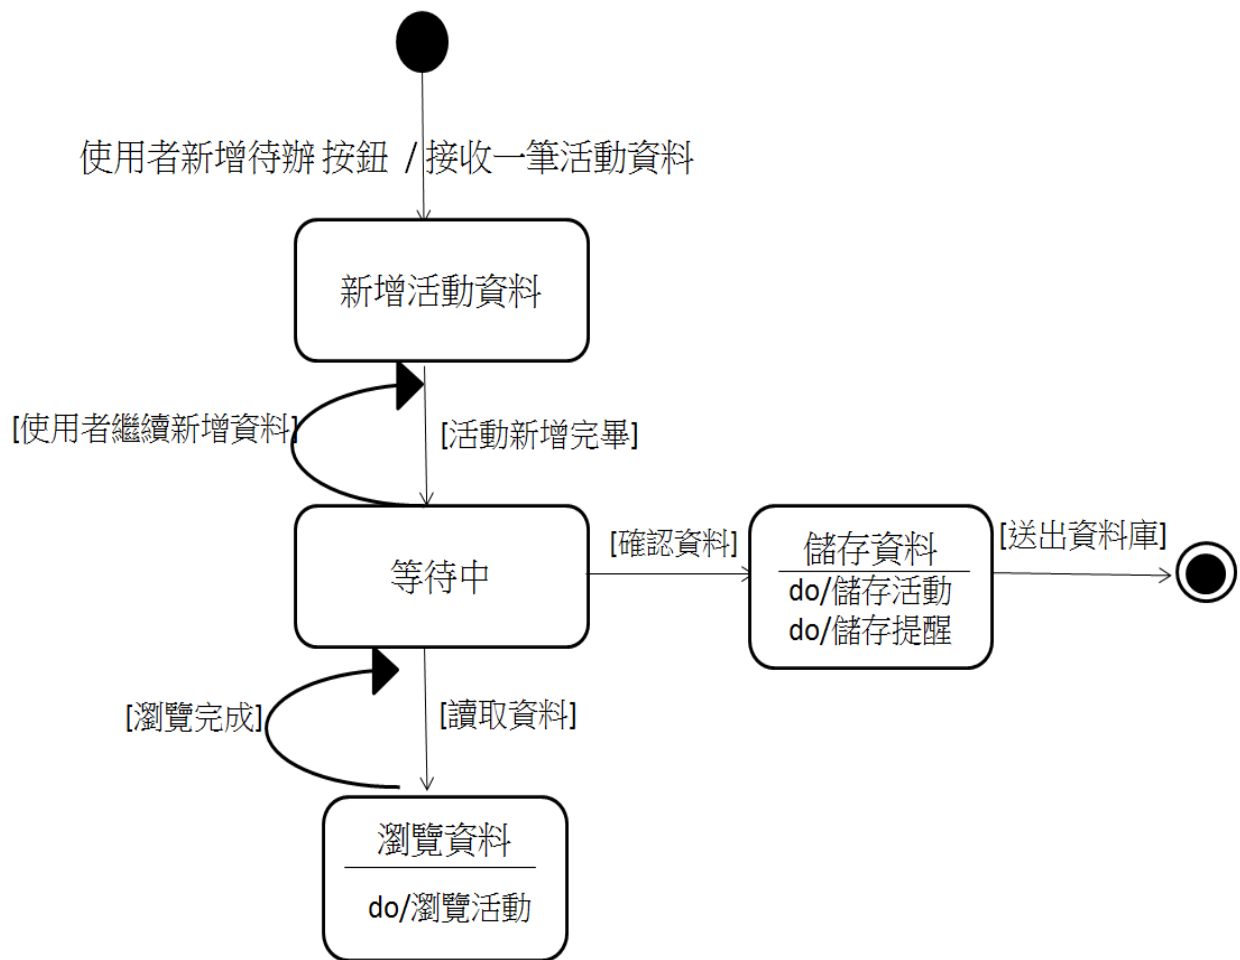 使用者新增待辦 按鈕 / 接收一筆活動資料
新增活動資料
[使用者繼續新增資料]
[活動新增完畢]
等待中
[確認資料]
儲存資料
do/儲存活動
do/儲存提醒
[送出資料庫]
[瀏覽完成]
[讀取資料]
瀏覽資料
do/瀏覽活動